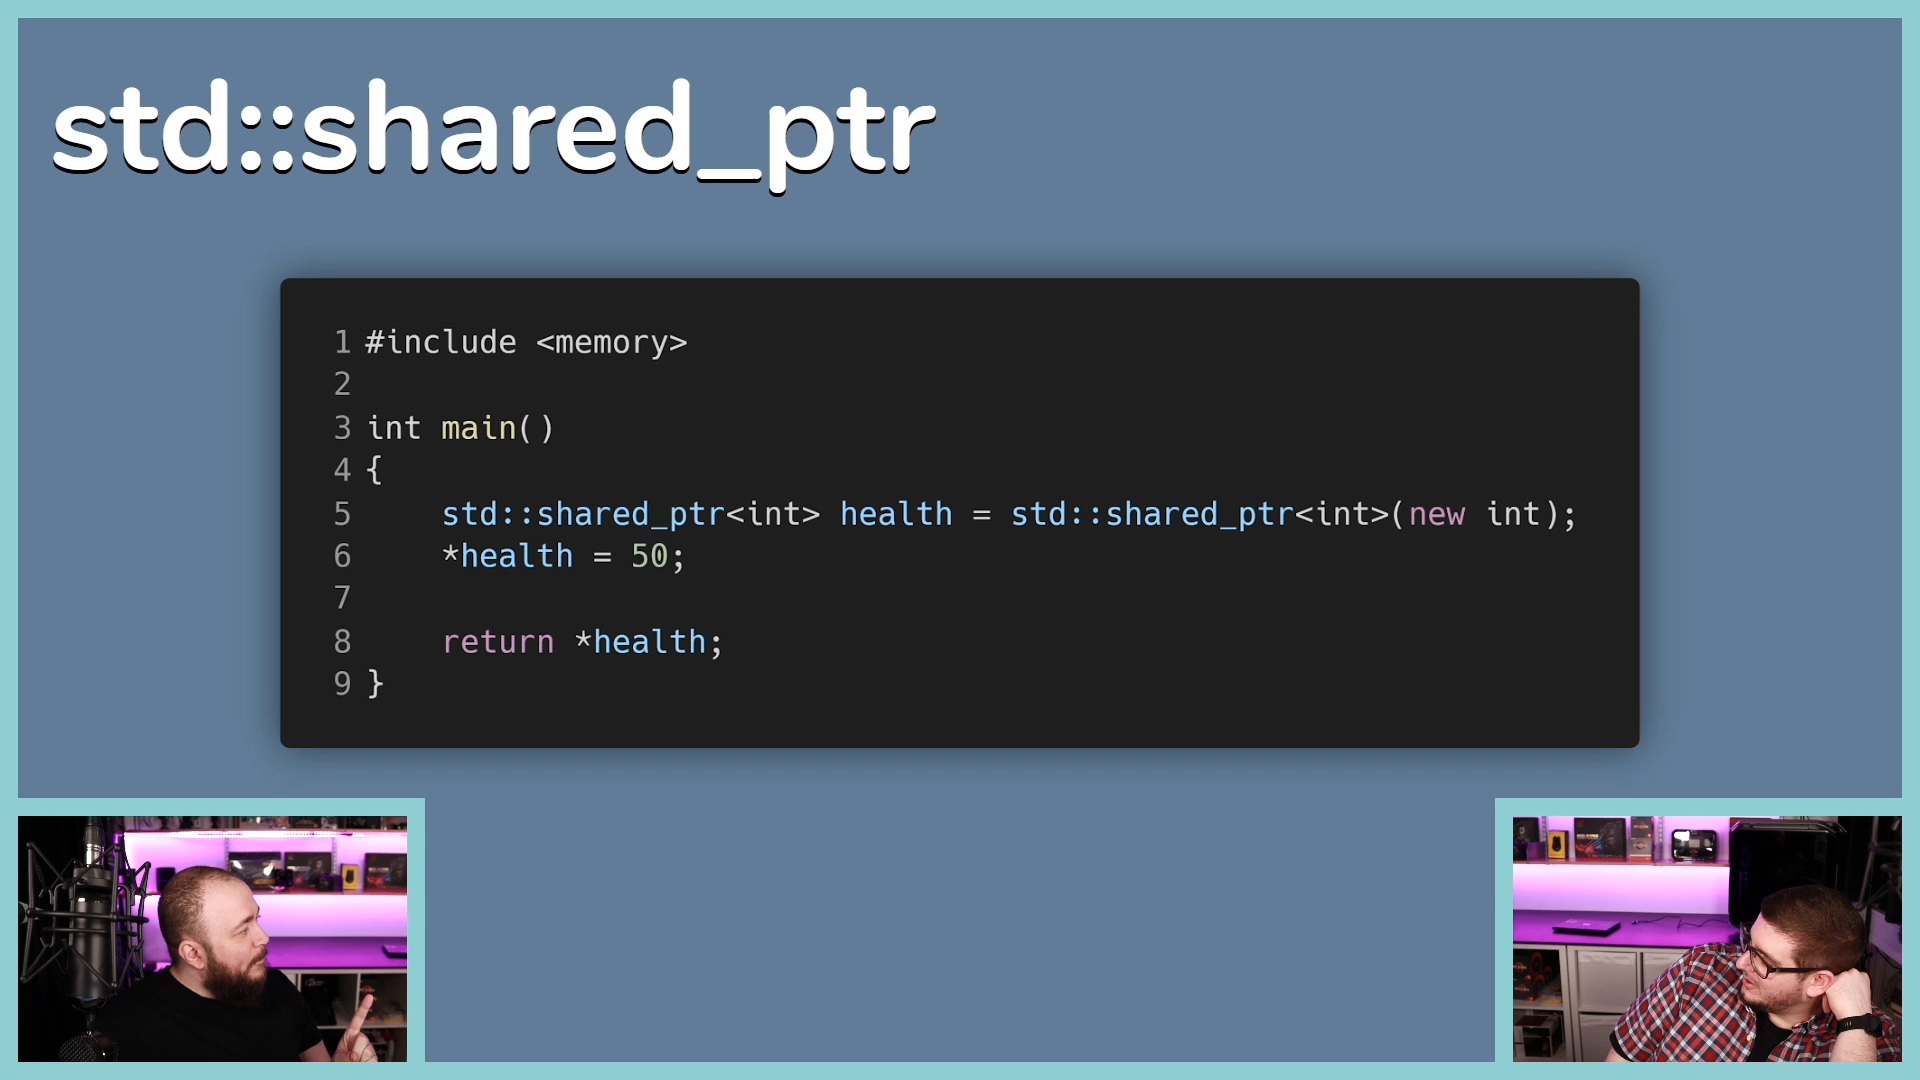 std::shared_ptr
1 #include <memory>
2
3 int main()
4 {
5     std::shared_ptr<int> health = std::shared_ptr<int>(new int);
6     *health = 50;
7
8     return *health;
9 }